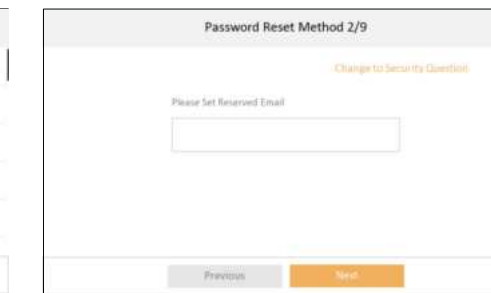 Password Reset Method 2/9
Change to Security Question
Please Set Reserved Email
Previous
Next